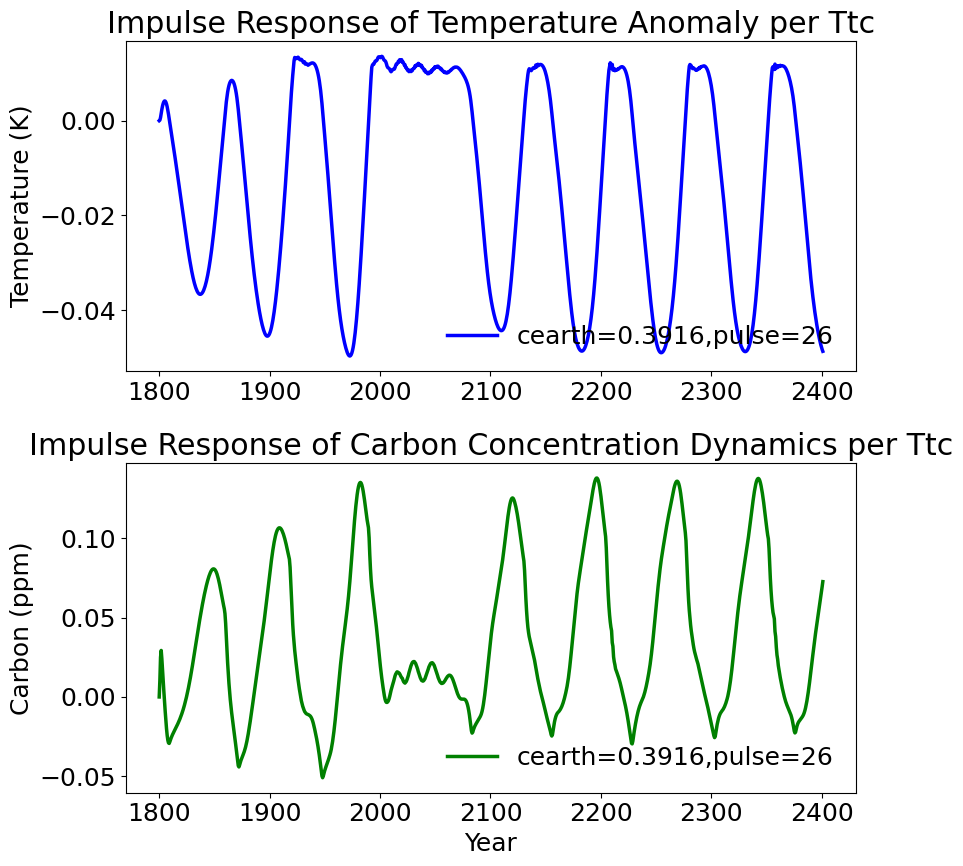 Impulse Response of Temperature Anomaly per Ttc
Temperature (K)
0.00
−0.02
−0.04
cearth=0.3916,pulse=26
1800 1900 2000 2100 2200 2300 2400
Impulse Response of Carbon Concentration Dynamics per Ttc
Carbon (ppm)
0.10
0.05
0.00
−0.05
cearth=0.3916,pulse=26
1800 1900 2000 2100 2200 2300 2400
Year